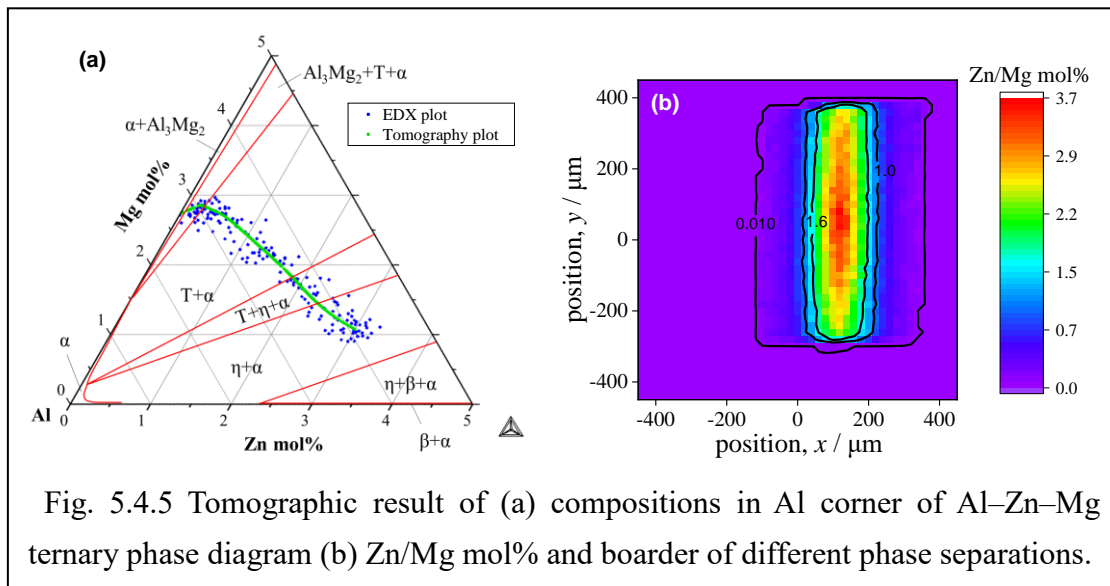 (a)
5
Al₃Mg₂+T+α
4
EDX plot
Tomography plot
α+Al₃Mg₂
3
Mg mol%
2
T+α
T+η+α
1
α
η+α
η+β+α
0
Al
0
1
2
3
4
5
Zn mol%
β+α
Zn/Mg mol%
(b)
400
200
0
-200
-400
position, y / μm
1.0
0.010
1.6
-400
-200
0
200
400
position, x / μm
3.7
2.9
2.2
1.5
0.7
0.0
Fig. 5.4.5 Tomographic result of (a) compositions in Al corner of Al–Zn–Mg
ternary phase diagram (b) Zn/Mg mol% and boarder of different phase separations.